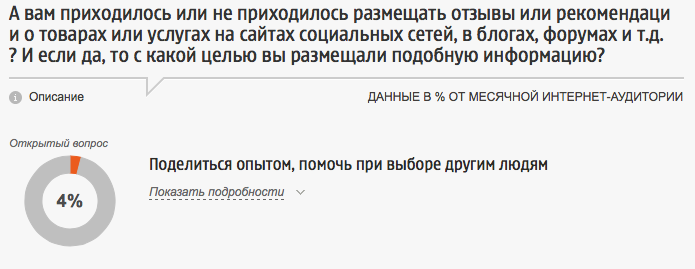 А вам приходилось или не приходилось размещать отзывы или рекомендаци
и о товарах или услугах на сайтах социальных сетей, в блогах, форумах и т.д.
? И если да, то с какой целью вы размещали подобную информацию?
Описание
ДАННЫЕ В % ОТ МЕСЯЧНОЙ ИНТЕРНЕТ-АУДИТОРИИ
Открытый вопрос
4%
Поделиться опытом, помочь при выборе другим людям
Показать подробности